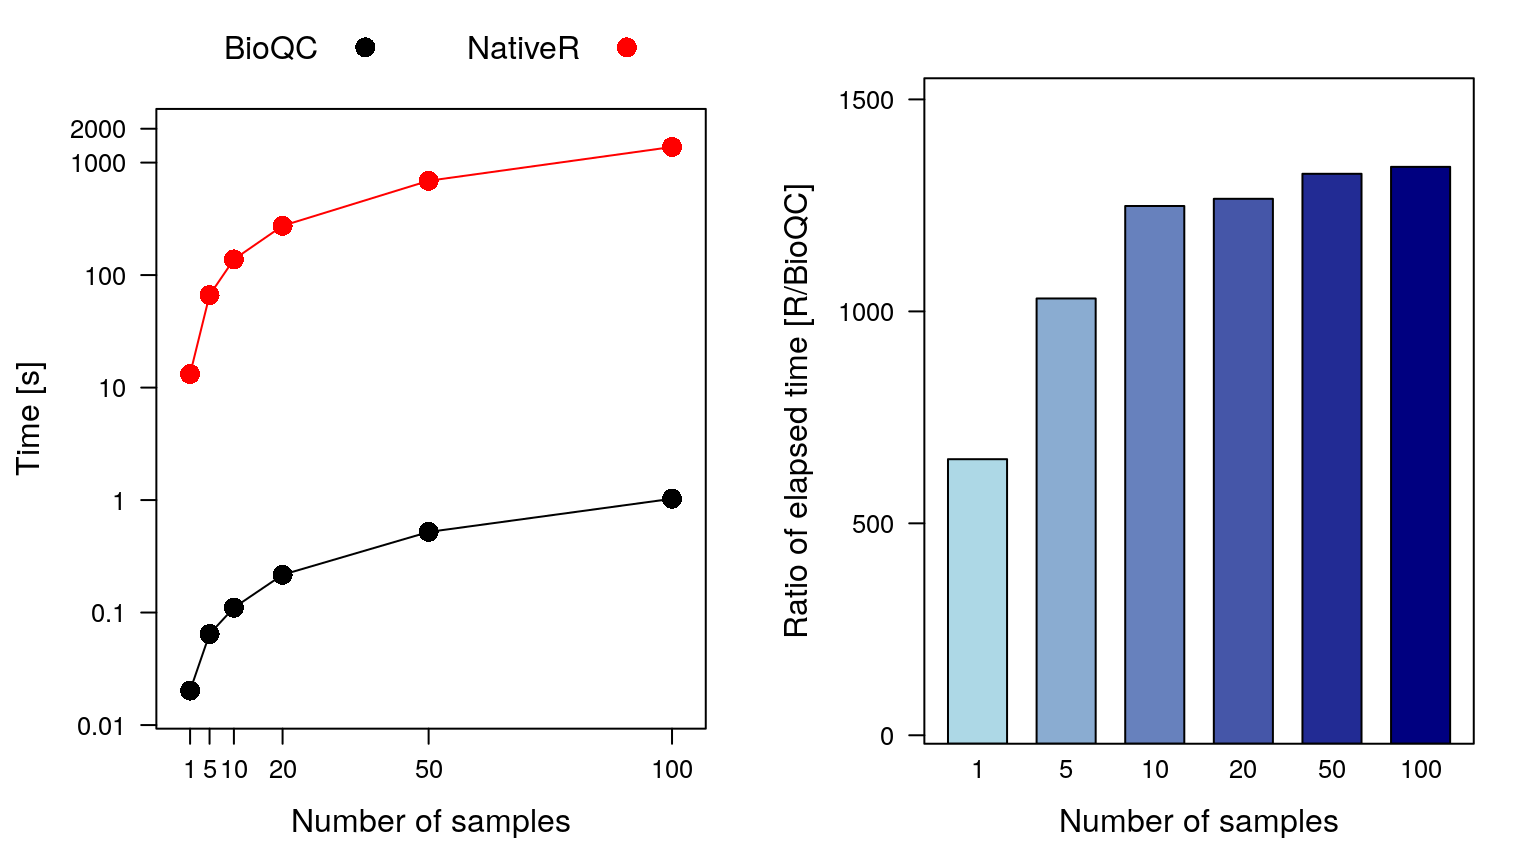 BioQC NativeR
Time [s]
2000
1000
100
10
1
0.1
0.01
1 5 10 20 50 100
Number of samples
Ratio of elapsed time [R/BioQC]
1500
1000
500
0
1 5 10 20 50 100
Number of samples